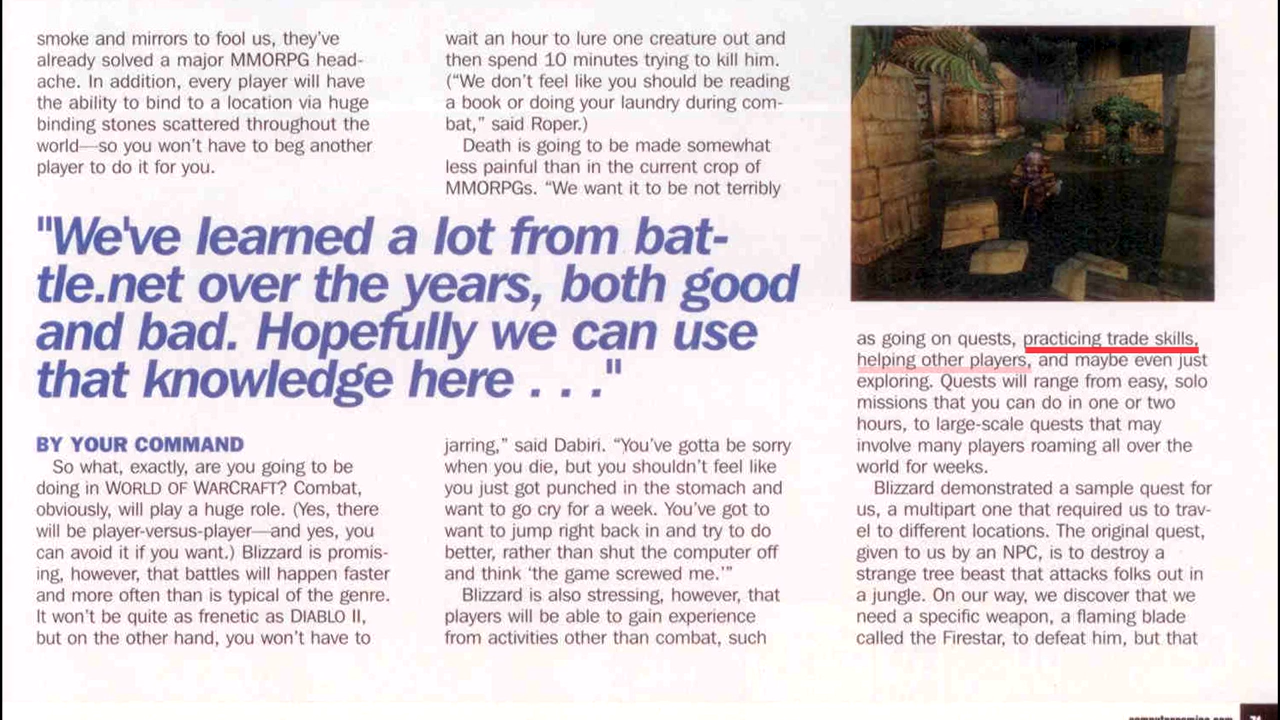 smoke and mirrors to fool us, they've
already solved a major MMORPG head-
ache. In addition, every player will have
the ability to bind to a location via huge
binding stones scattered throughout the
world—so you won't have to beg another
player to do it for you.
wait an hour to lure one creature out and
then spend 10 minutes trying to kill him.
("We don't feel like you should be reading
a book or doing your laundry during com-
bat," said Roper.)
Death is going to be made somewhat
less painful than in the current crop of
MMORPGs. "We want it to be not terribly
"We've learned a lot from bat-
tle.net over the years, both good
and bad. Hopefully we can use
that knowledge here . . ."
BY YOUR COMMAND
So what, exactly, are you going to be
doing in WORLD OF WARCRAFT? Combat,
obviously, will play a huge role. (Yes, there
will be player-versus-player—and yes, you
can avoid it if you want.) Blizzard is promis-
ing, however, that battles will happen faster
and more often than is typical of the genre.
It won't be quite as frenetic as DIABLO II,
but on the other hand, you won't have to
jarring," said Dabiri. "You've gotta be sorry
when you die, but you shouldn't feel like
you just got punched in the stomach and
want to go cry for a week. You've got to
want to jump right back in and try to do
better, rather than shut the computer off
and think 'the game screwed me.'"
Blizzard is also stressing, however, that
players will be able to gain experience
from activities other than combat, such
as going on quests, practicing trade skills,
helping other players, and maybe even just
exploring. Quests will range from easy, solo
missions that you can do in one or two
hours, to large-scale quests that may
involve many players roaming all over the
world for weeks.
Blizzard demonstrated a sample quest for
us, a multipart one that required us to trav-
el to different locations. The original quest,
given to us by an NPC, is to destroy a
strange tree beast that attacks folks out in
a jungle. On our way, we discover that we
need a specific weapon, a flaming blade
called the Firestar, to defeat him, but that